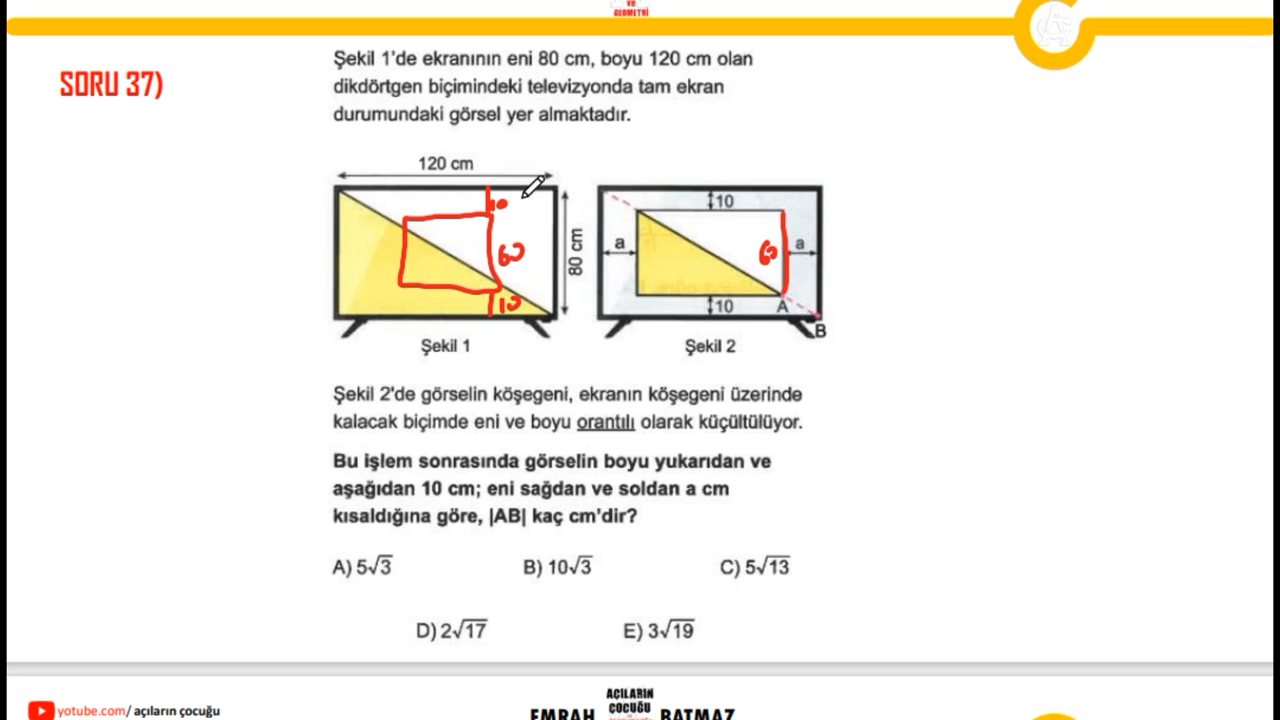 ve
GEOMETRİ
SORU 37)
Şekil 1'de ekranının eni 80 cm, boyu 120 cm olan
dikdörtgen biçimindeki televizyonda tam ekran
durumundaki görsel yer almaktadır.
120 cm
10
60
10
80 cm
Şekil 1
10
a
60
a
10
A
B
Şekil 2
Şekil 2'de görselin köşegeni, ekranın köşegeni üzerinde
kalacak biçimde eni ve boyu orantılı olarak küçültülüyor.
Bu işlem sonrasında görselin boyu yukarıdan ve
aşağıdan 10 cm; eni sağdan ve soldan a cm
kısaldığına göre, |AB| kaç cm'dir?
A) 5√3 B) 10√3 C) 5√13
D) 2√17 E) 3√19
yotube.com/ açıların çocuğu
AÇILARIN
ÇOCUĞU
EMRAH BATMAZ